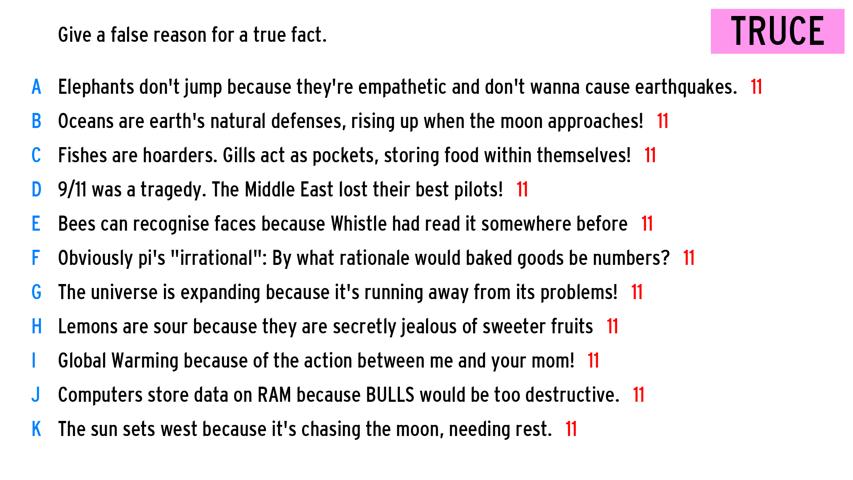 Give a false reason for a true fact.
TRUCE
A Elephants don't jump because they're empathetic and don't wanna cause earthquakes. 11
B Oceans are earth's natural defenses, rising up when the moon approaches! 11
C Fishes are hoarders. Gills act as pockets, storing food within themselves! 11
D 9/11 was a tragedy. The Middle East lost their best pilots! 11
E Bees can recognise faces because Whistle had read it somewhere before 11
F Obviously pi's "irrational": By what rationale would baked goods be numbers? 11
G The universe is expanding because it's running away from its problems! 11
H Lemons are sour because they are secretly jealous of sweeter fruits 11
I Global Warming because of the action between me and your mom! 11
J Computers store data on RAM because BULLS would be too destructive. 11
K The sun sets west because it's chasing the moon, needing rest. 11